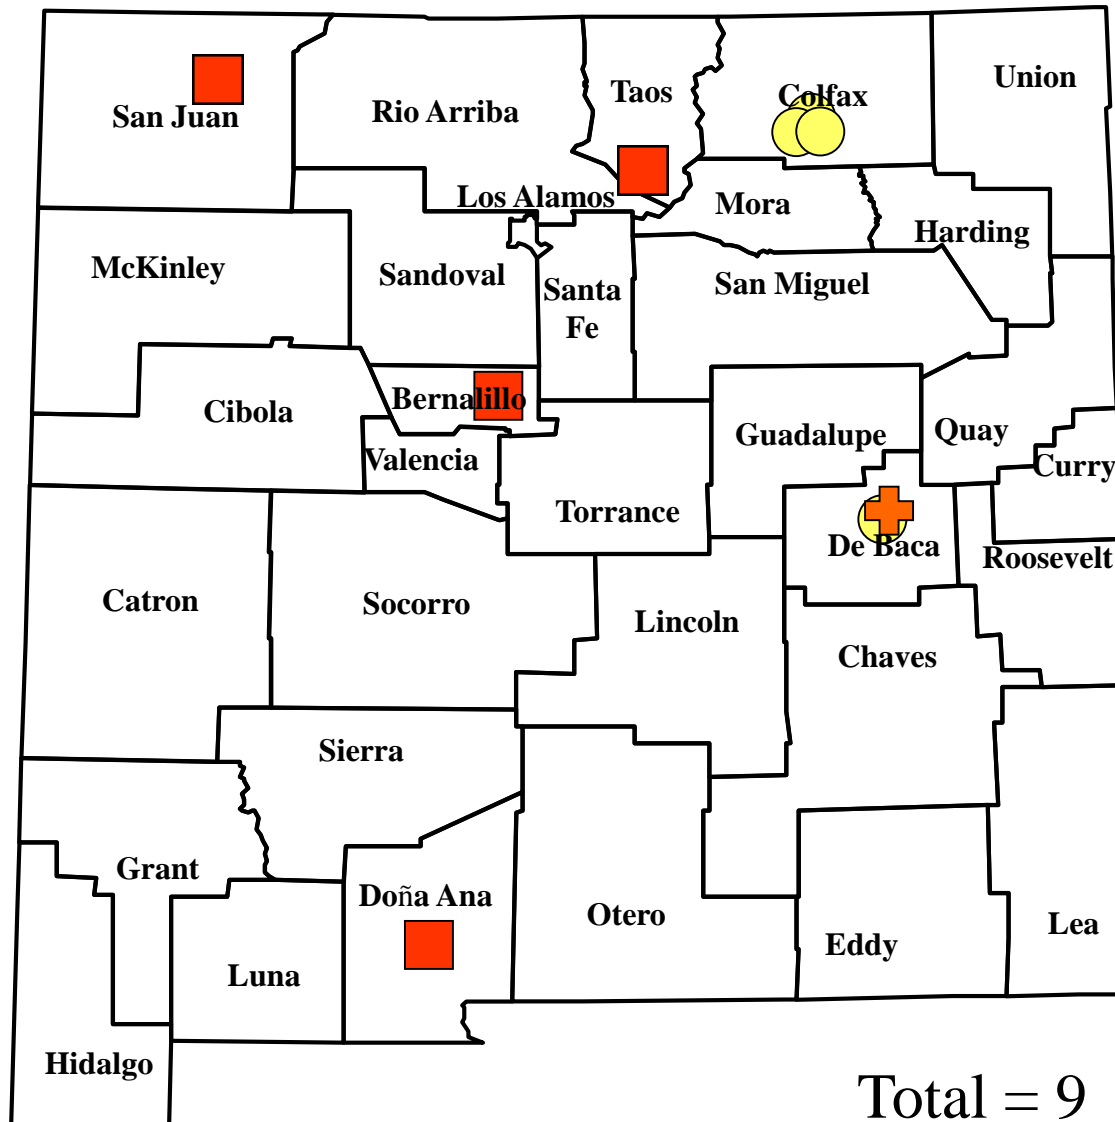 Union
Taos
Colfax
Rio Arriba
San Juan
Los Alamos
Mora
Harding
McKinley
Sandoval
San Miguel
Santa
Fe
Bernalillo
Cibola
Guadalupe
Quay
Valencia
Curry
Torrance
De Baca
Roosevelt
Catron
Socorro
Lincoln
Chaves
Sierra
Grant
Doña Ana
Otero
Lea
Eddy
Luna
Hidalgo
Total = 9